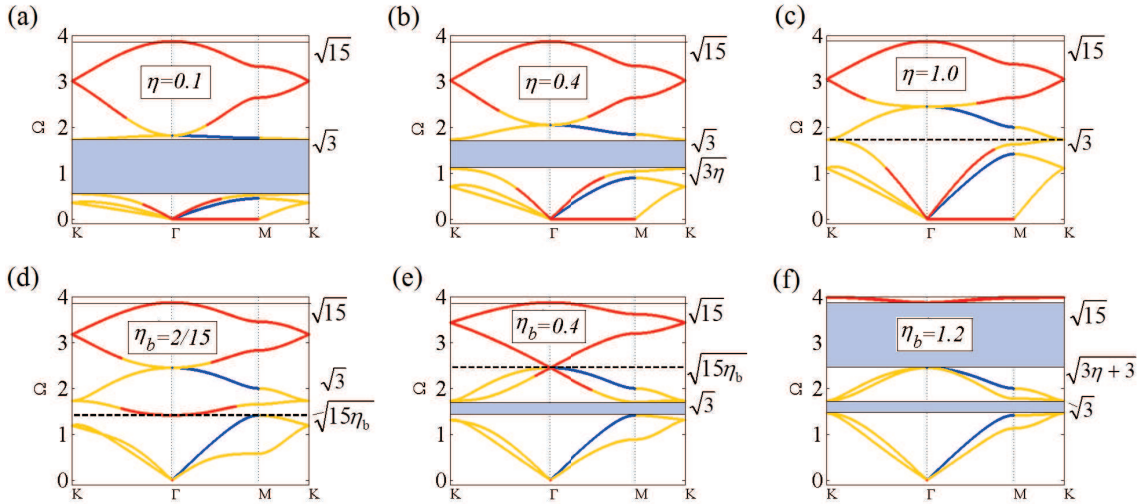 (a)
(b)
(c)
4
3
2
1
0
Ω
η=0.1
√15
√3
K
Γ
M
K
4
3
2
1
0
Ω
η=0.4
√15
√3
√3η
K
Γ
M
K
4
3
2
1
0
Ω
η=1.0
√15
√3
K
Γ
M
K
(d)
(e)
(f)
4
3
2
1
0
Ω
η_b=2/15
√15
√3
√15η_b
K
Γ
M
K
4
3
2
1
0
Ω
η_b=0.4
√15
√15η_b
√3
K
Γ
M
K
4
3
2
1
0
Ω
η_b=1.2
√15
√3η+3
√3
K
Γ
M
K